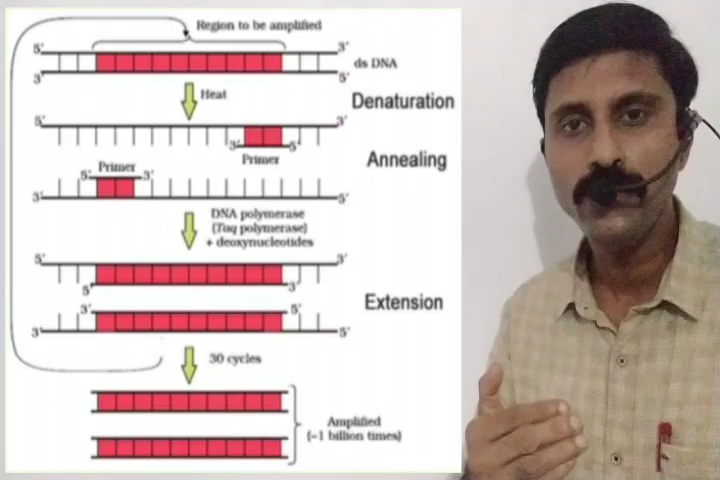 Region to be amplified
5′ 3′
3′ 5′
ds DNA
Heat
Denaturation
5′ 3′
3′ 5′
Primer
Annealing
Primer
5′ 3′
3′ 5′
DNA polymerase
(Taq polymerase)
+ deoxynucleotides
5′ 3′
5′ 3′
Extension
3′ 5′
3′ 5′
30 cycles
Amplified
(~1 billion times)